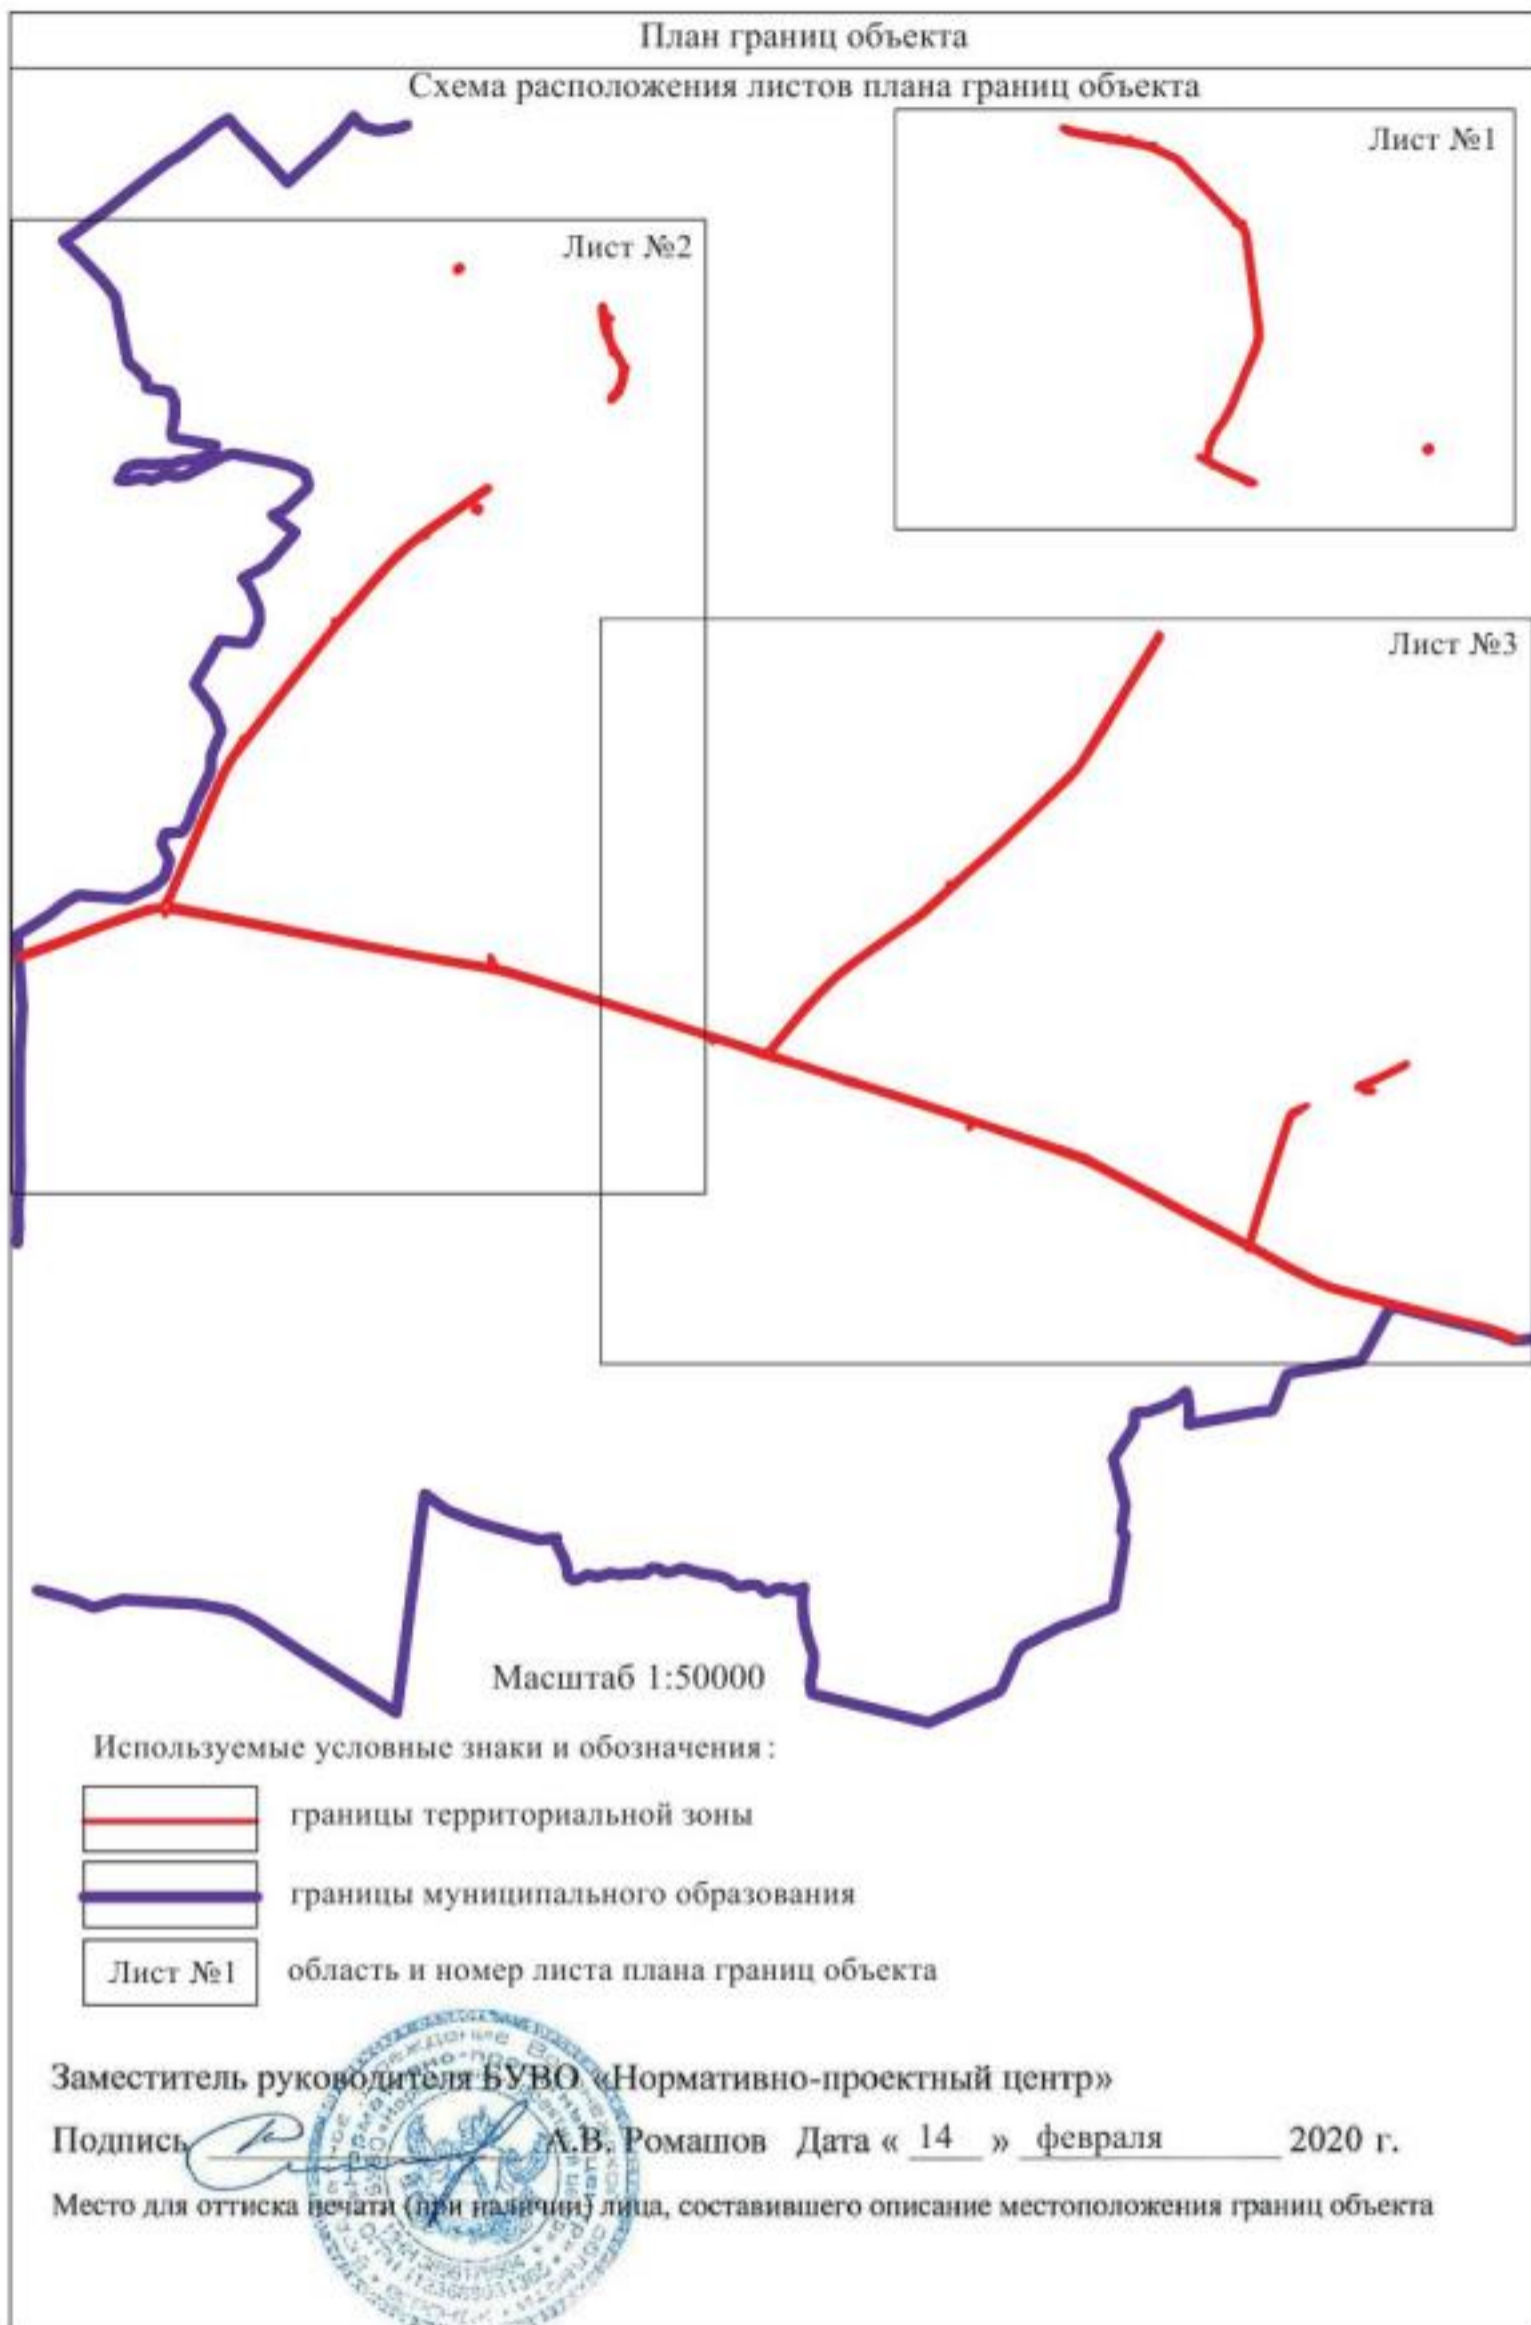 План границ объекта
Схема расположения листов плана границ объекта
Лист №1
Лист №2
Лист №3
Масштаб 1:50000
Используемые условные знаки и обозначения:
границы территориальной зоны
границы муниципального образования
Лист №1 область и номер листа плана границ объекта
Заместитель руководителя БУВО «Нормативно-проектный центр»
Подпись А.В. Ромашов Дата « 14 » февраля 2020 г.
Место для оттиска печати (при наличии) лица, составившего описание местоположения границ объекта